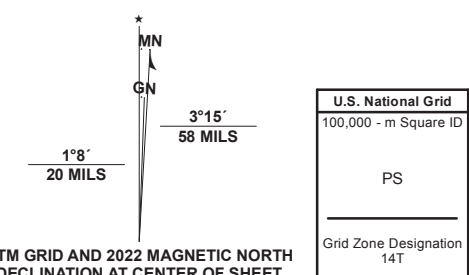 MN
GN
3°15´
58 MILS
1°8´
20 MILS
TM GRID AND 2022 MAGNETIC NORTH
DECLINATION AT CENTER OF SHEET
U.S. National Grid
100,000 - m Square ID
PS
Grid Zone Designation
14T